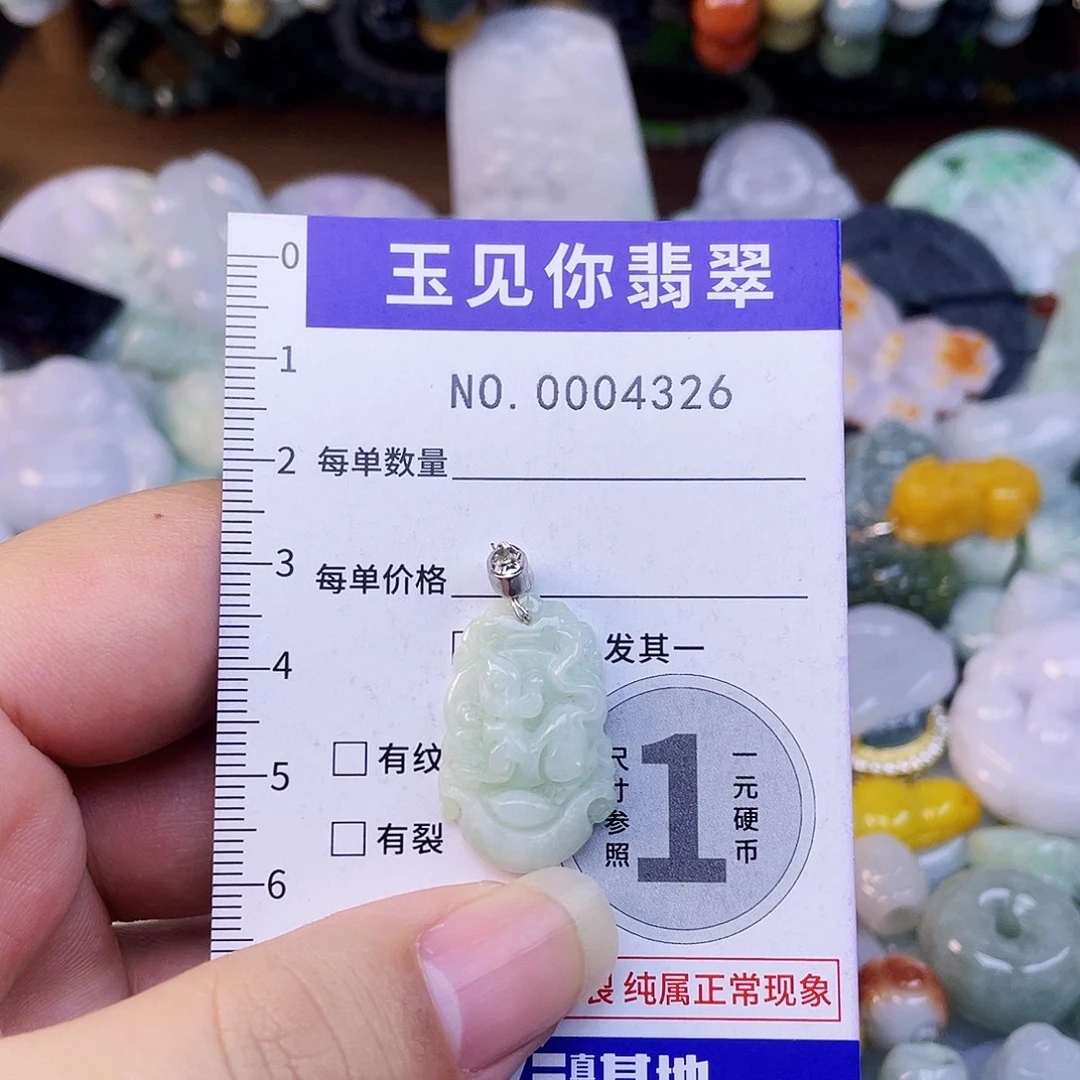 玉见你翡翠
NO. 0004326
每单数量
每单价格
发其一
有纹
有裂
尺寸参照
1
一元硬币
纯属正常现象
基地
0
1
2
3
4
5
6